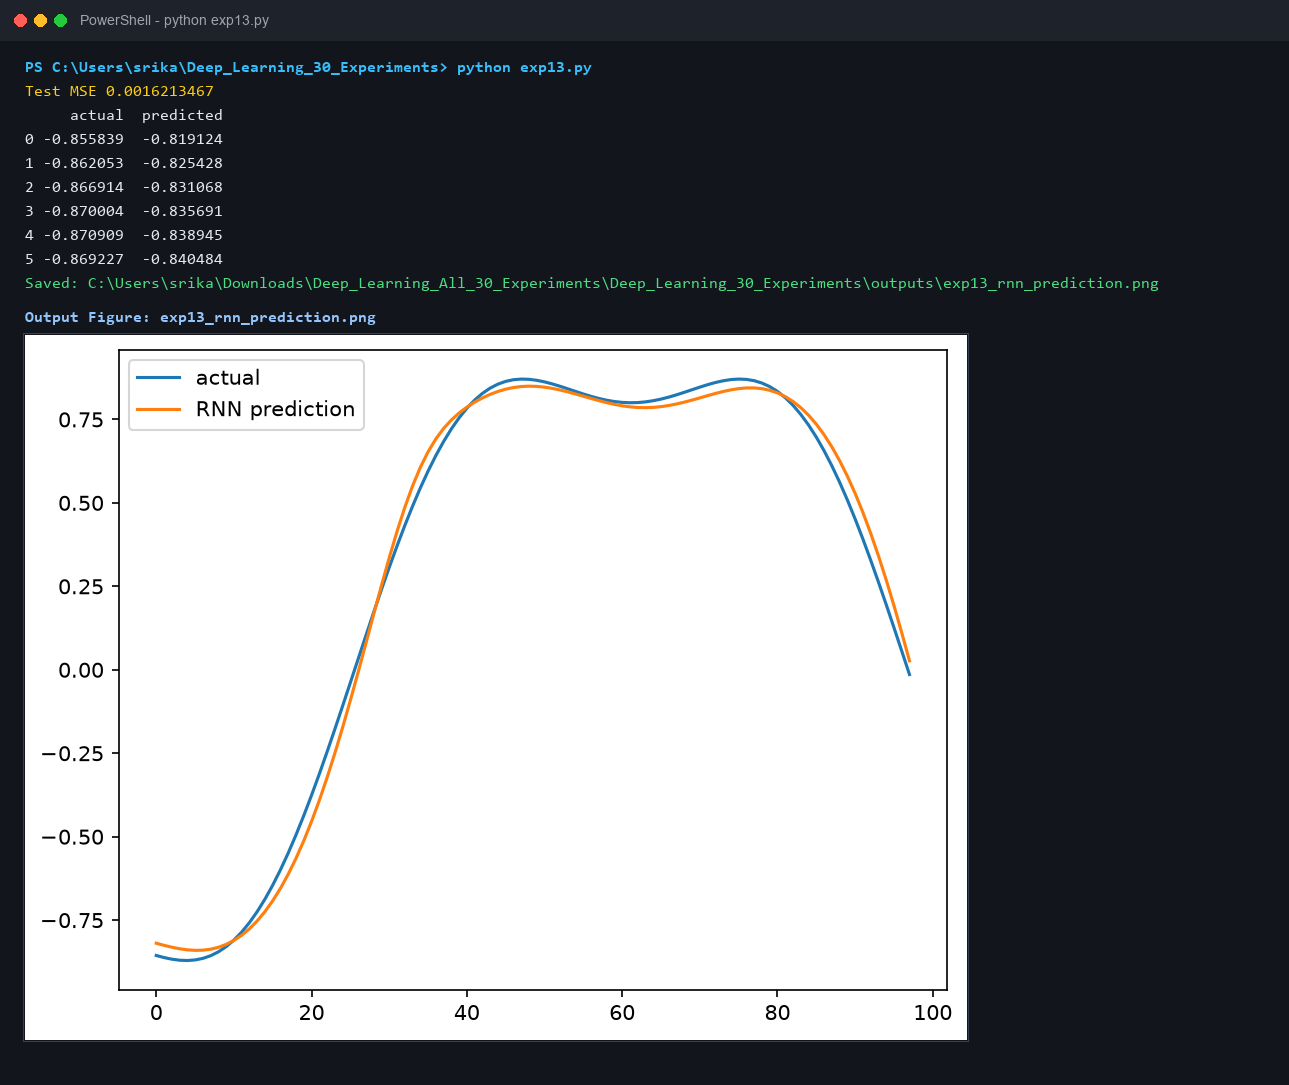 PowerShell - python exp13.py
PS C:\Users\srika\Deep_Learning_30_Experiments> python exp13.py
Test MSE 0.0016213467
actual predicted
0 -0.855839 -0.819124
1 -0.862053 -0.825428
2 -0.866914 -0.831068
3 -0.870004 -0.835691
4 -0.870909 -0.838945
5 -0.869227 -0.840484
Saved: C:\Users\srika\Downloads\Deep_Learning_All_30_Experiments\Deep_Learning_30_Experiments\outputs\exp13_rnn_prediction.png
Output Figure: exp13_rnn_prediction.png
actual
RNN prediction
0.75
0.50
0.25
0.00
−0.25
−0.50
−0.75
0 20 40 60 80 100